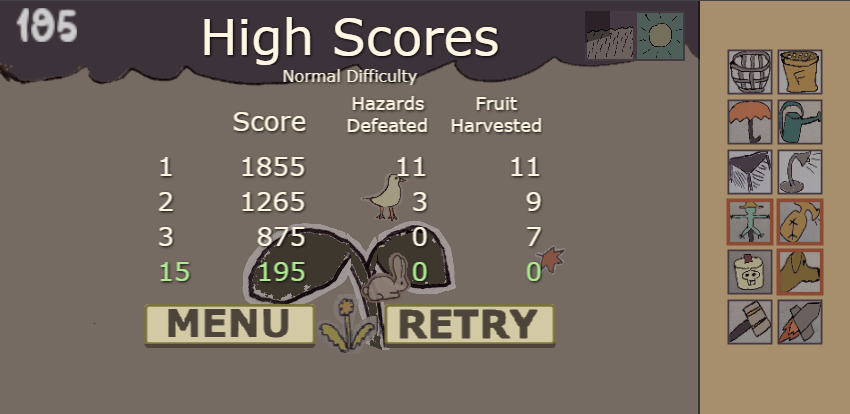 195
High Scores
Normal Difficulty
Score Hazards Defeated Fruit Harvested
1 1855 11 11
2 1265 3 9
3 875 0 7
15 195 0 0
MENU RETRY
F